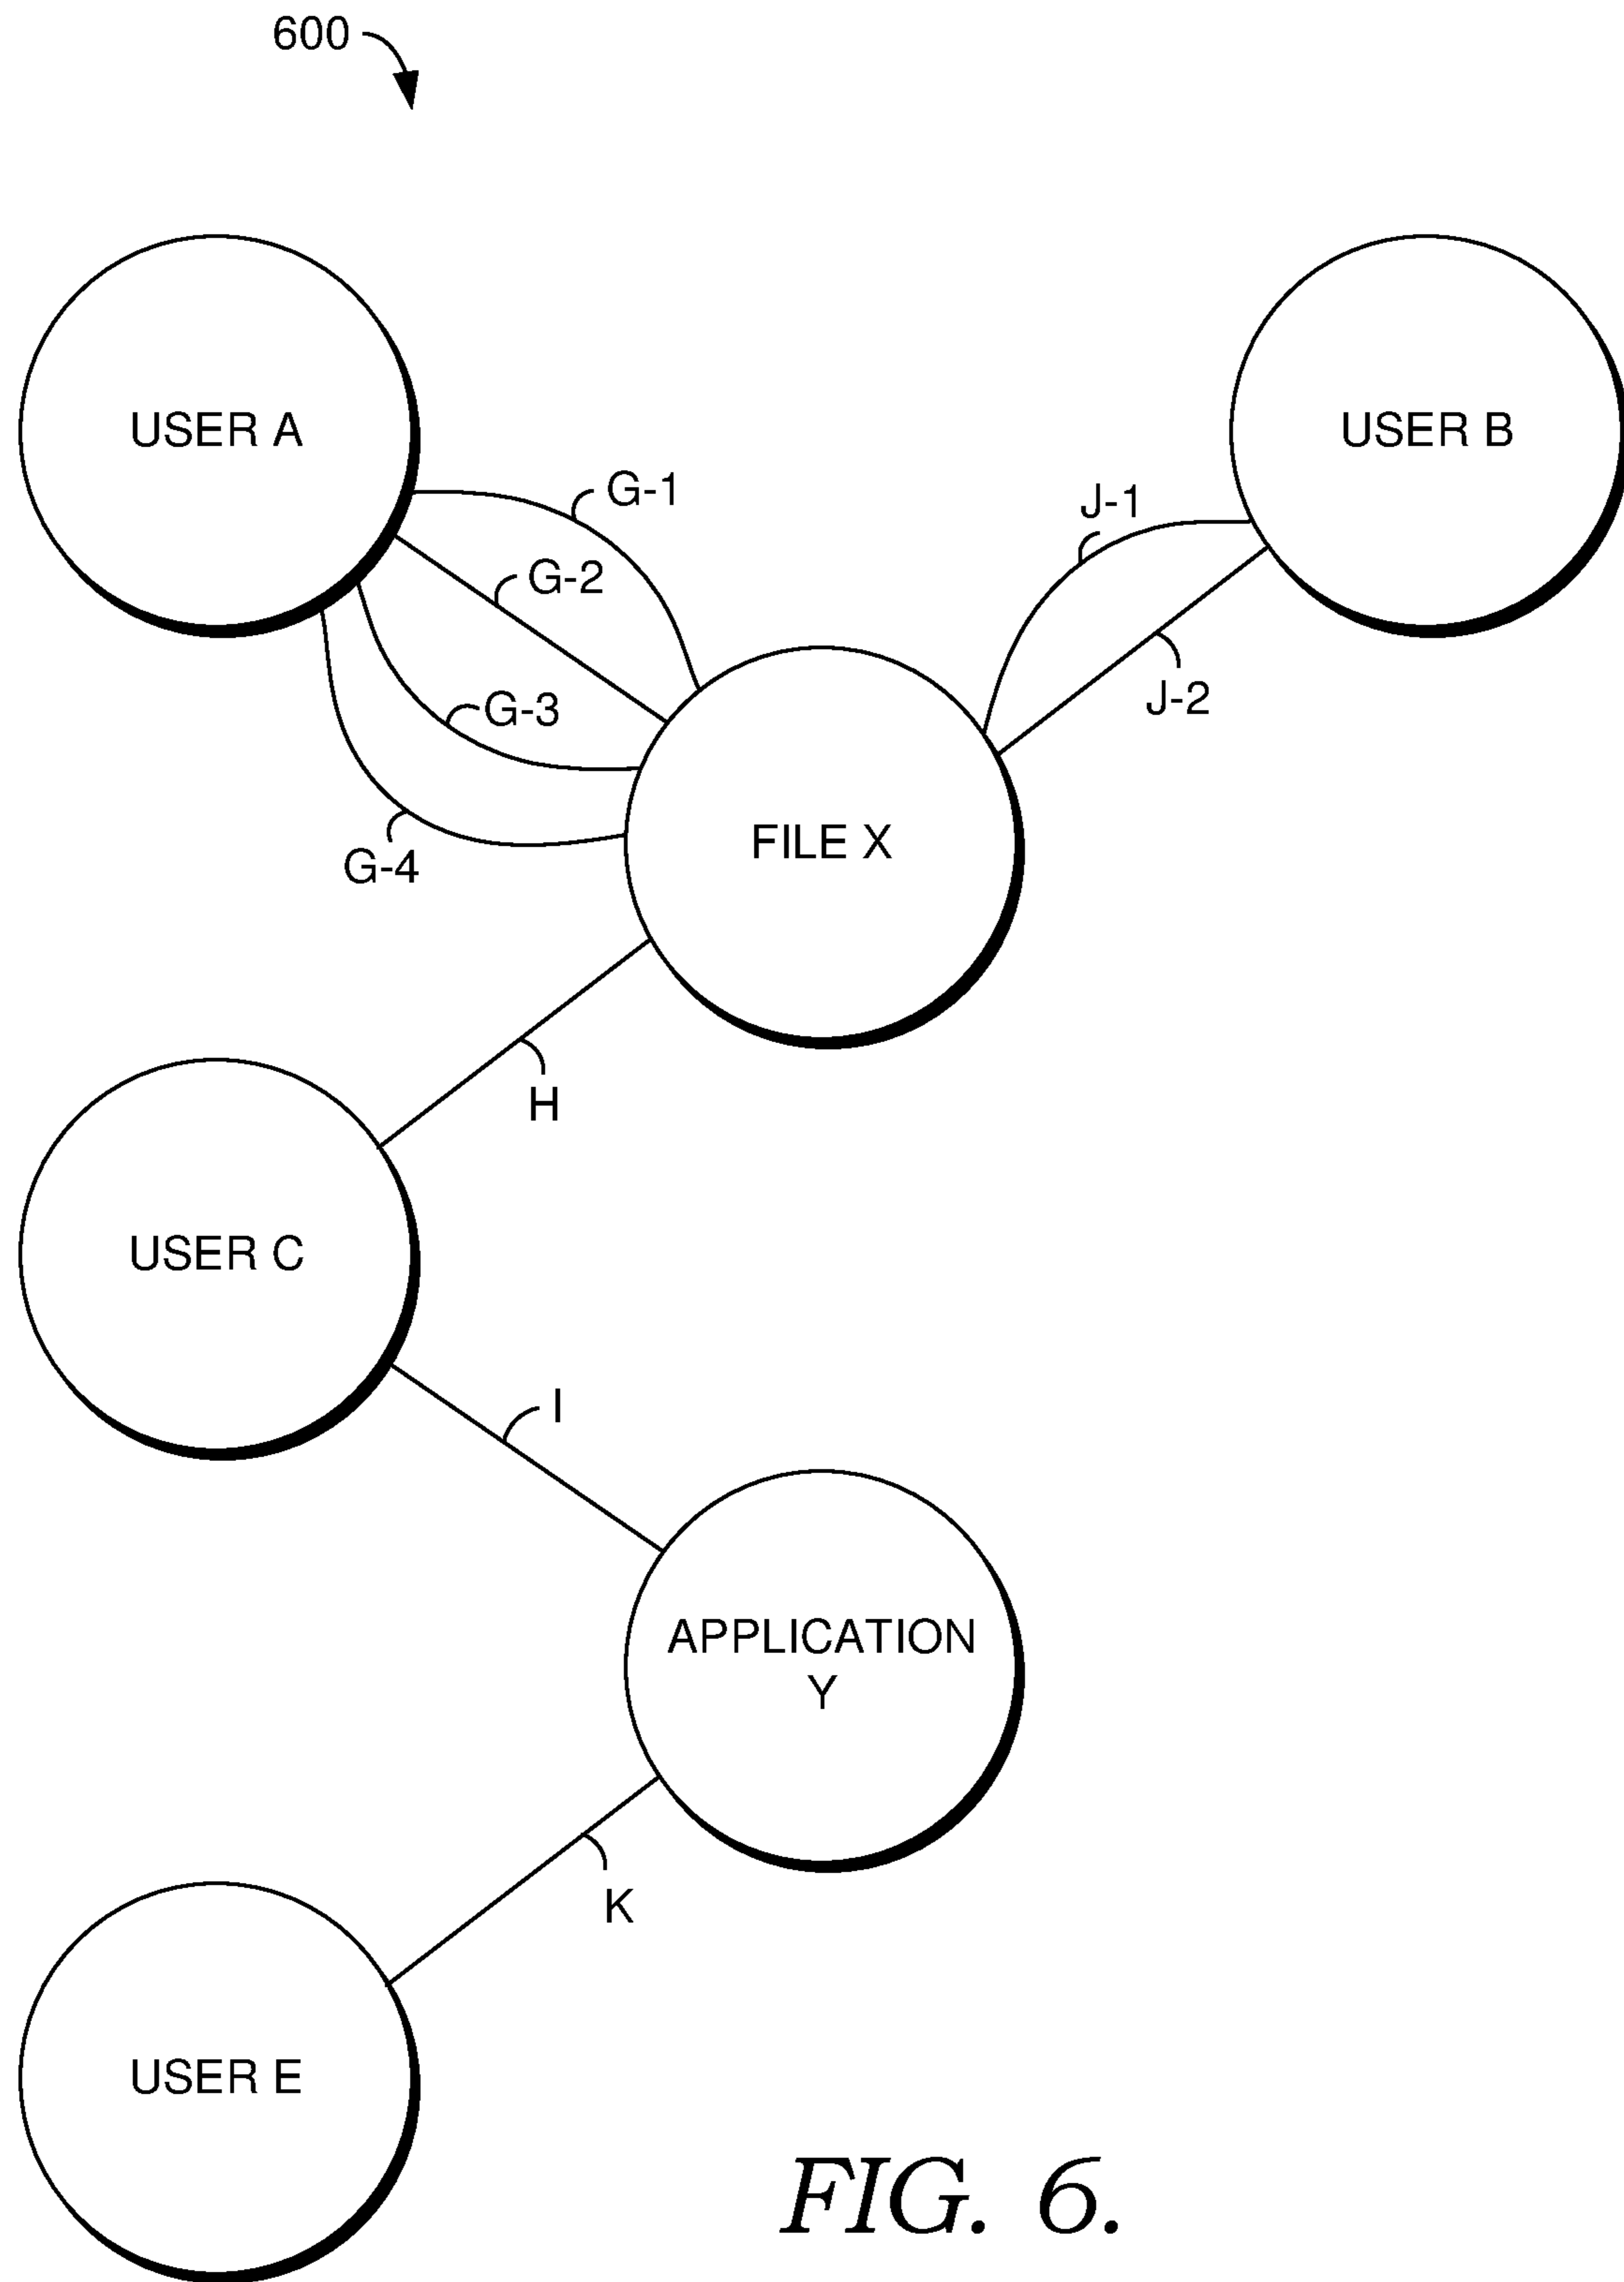 600
USER A
USER B
G-1
J-1
G-2
G-3
J-2
FILE X
G-4
H
USER C
I
APPLICATION
Y
K
USER E
FIG. 6.